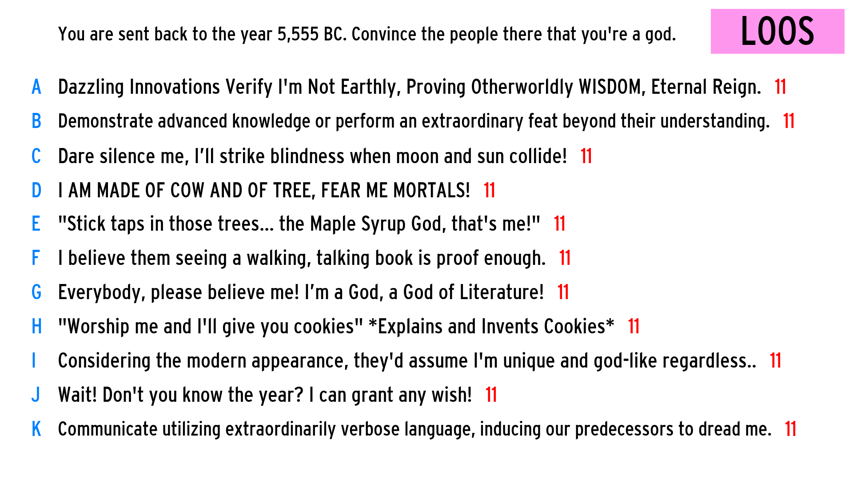 You are sent back to the year 5,555 BC. Convince the people there that you're a god.
LOOS
A Dazzling Innovations Verify I'm Not Earthly, Proving Otherworldly WISDOM, Eternal Reign. 11
B Demonstrate advanced knowledge or perform an extraordinary feat beyond their understanding. 11
C Dare silence me, I’ll strike blindness when moon and sun collide! 11
D I AM MADE OF COW AND OF TREE, FEAR ME MORTALS! 11
E "Stick taps in those trees... the Maple Syrup God, that's me!" 11
F I believe them seeing a walking, talking book is proof enough. 11
G Everybody, please believe me! I’m a God, a God of Literature! 11
H "Worship me and I'll give you cookies" *Explains and Invents Cookies* 11
I Considering the modern appearance, they'd assume I'm unique and god-like regardless.. 11
J Wait! Don't you know the year? I can grant any wish! 11
K Communicate utilizing extraordinarily verbose language, inducing our predecessors to dread me. 11